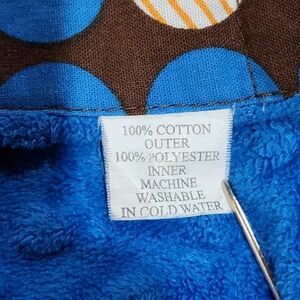 100% COTTON
OUTER
100% POLYESTER
INNER
MACHINE
WASHABLE
IN COLD WATER